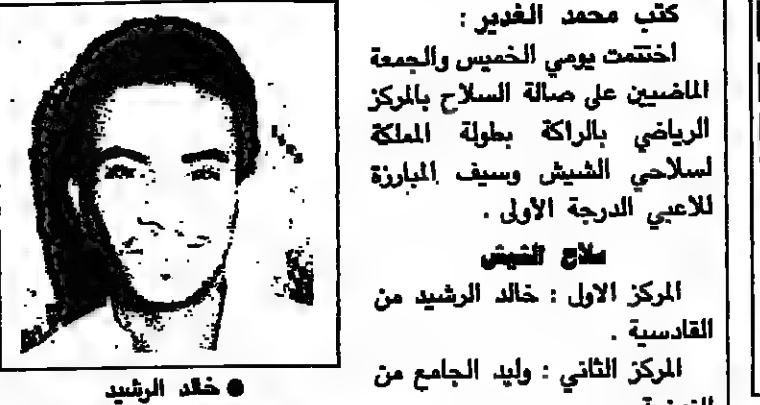 كتب محمد الغدير :
اختتمت يومي الخميس والجمعة
الماضيين على صالة السلاح بالمركز
الرياضي بالراكة بطولة المملكة
لسلاحي الشيش وسيف المبارزة
للاعبي الدرجة الاولى .
سلاح الشيش
المركز الاول : خالد الرشيد من
القادسية .
المركز الثاني : وليد الجامع من
● خالد الرشيد